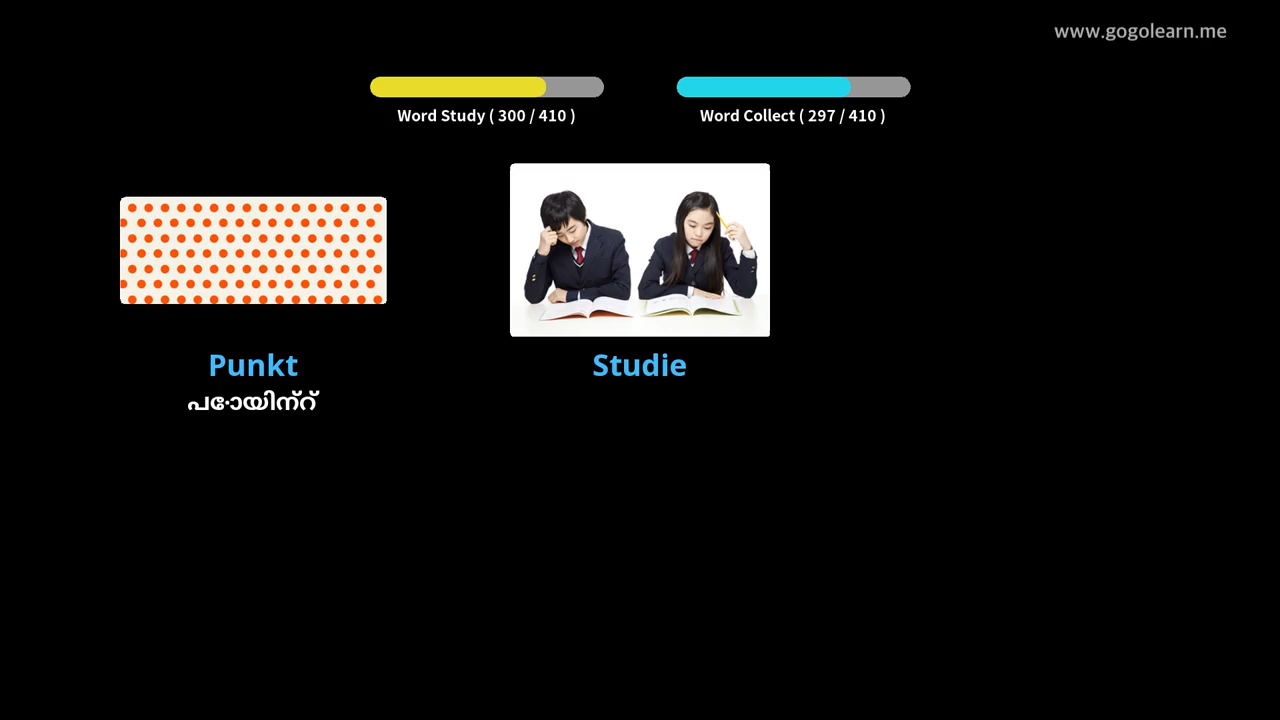 www.gogolearn.me
Word Study ( 300 / 410 )
Word Collect ( 297 / 410 )
Punkt
Studie
പോയിന്റ്